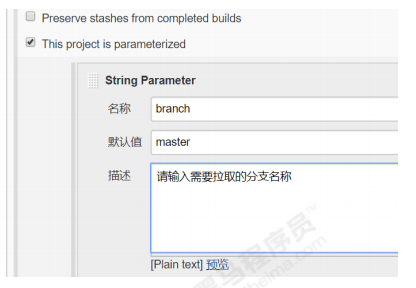 Preserve stashes from completed builds
This project is parameterized
String Parameter
名称 branch
默认值 master
描述 请输入需要拉取的分支名称
[Plain text] 预览
黑马程序员
itheima.com